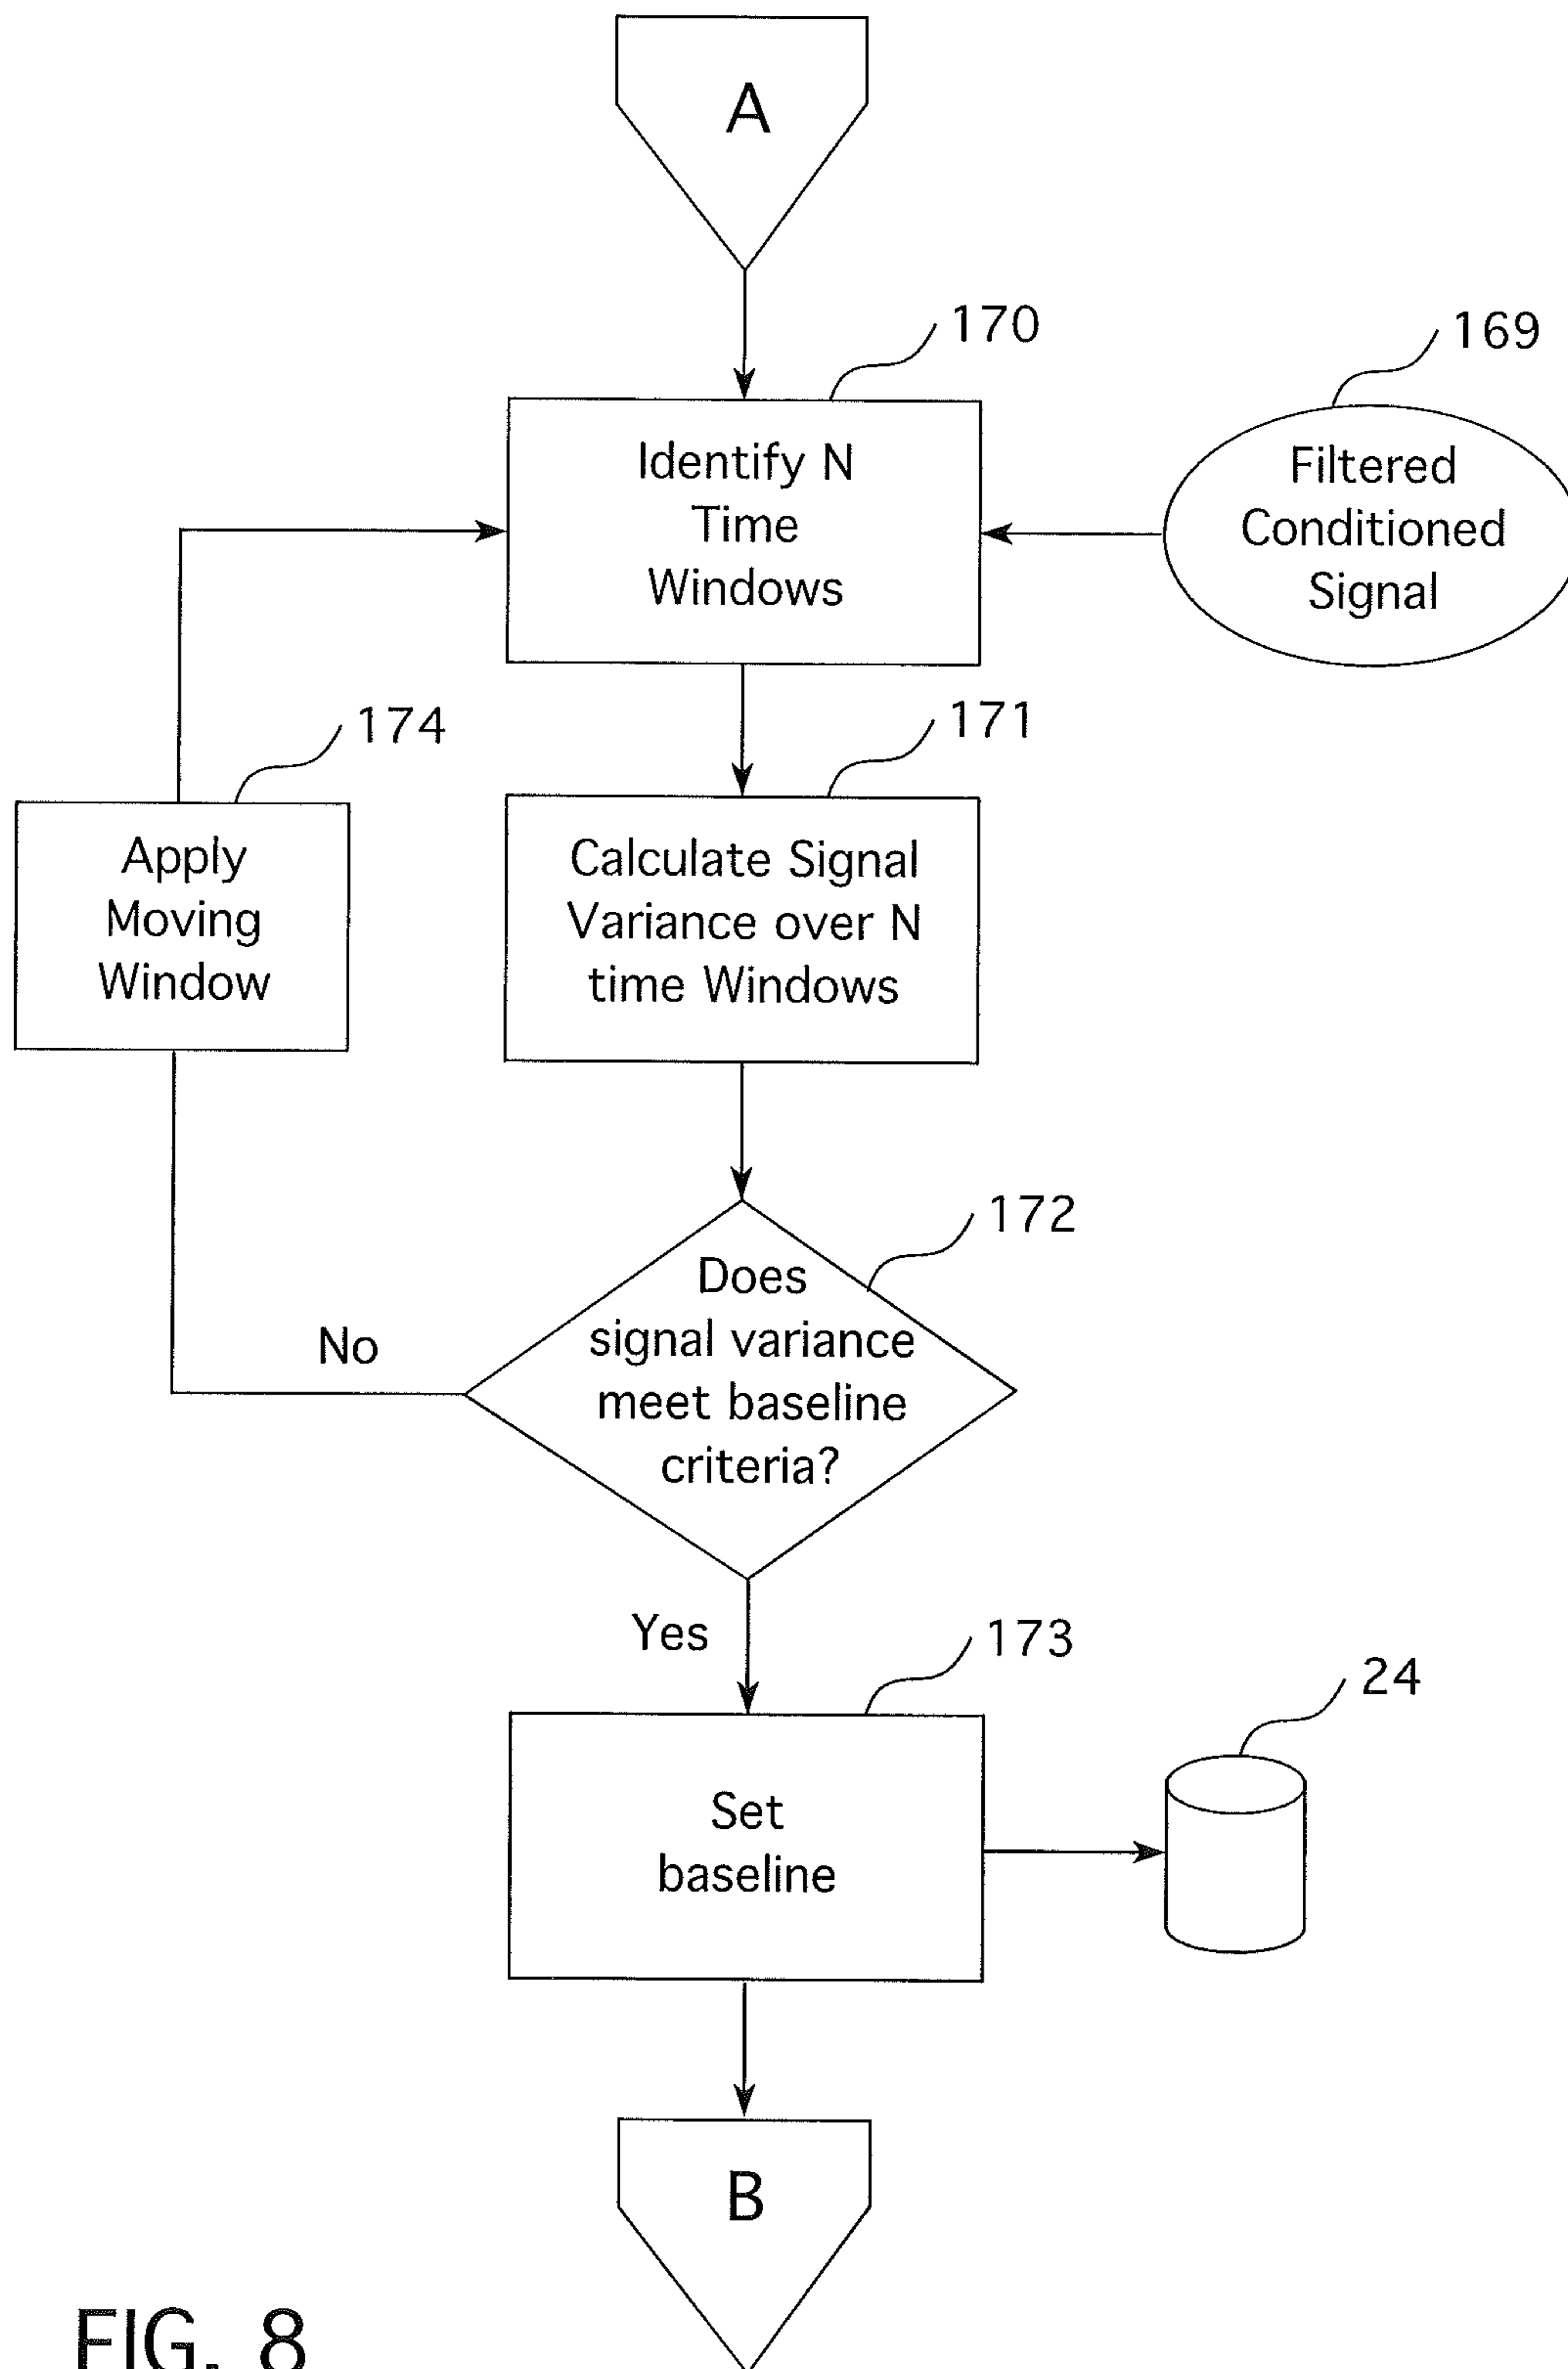 A
170
169
Identify N
Time
Windows
Filtered
Conditioned
Signal
174
171
Apply
Moving
Window
Calculate Signal
Variance over N
time Windows
172
Does
signal variance
meet baseline
criteria?
No
Yes
173
24
Set
baseline
B
FIG. 8